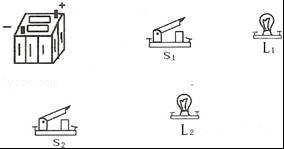 +
−
S₁
L₁
S₂
L₂